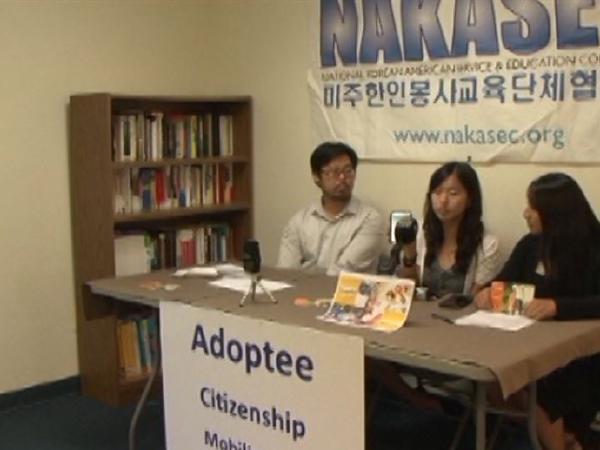 NAKASEC
NATIONAL KOREAN AMERICAN SERVICE & EDUCATION CO
미주한인봉사교육단체협
www.nakasec.org
Adoptee
Citizenship